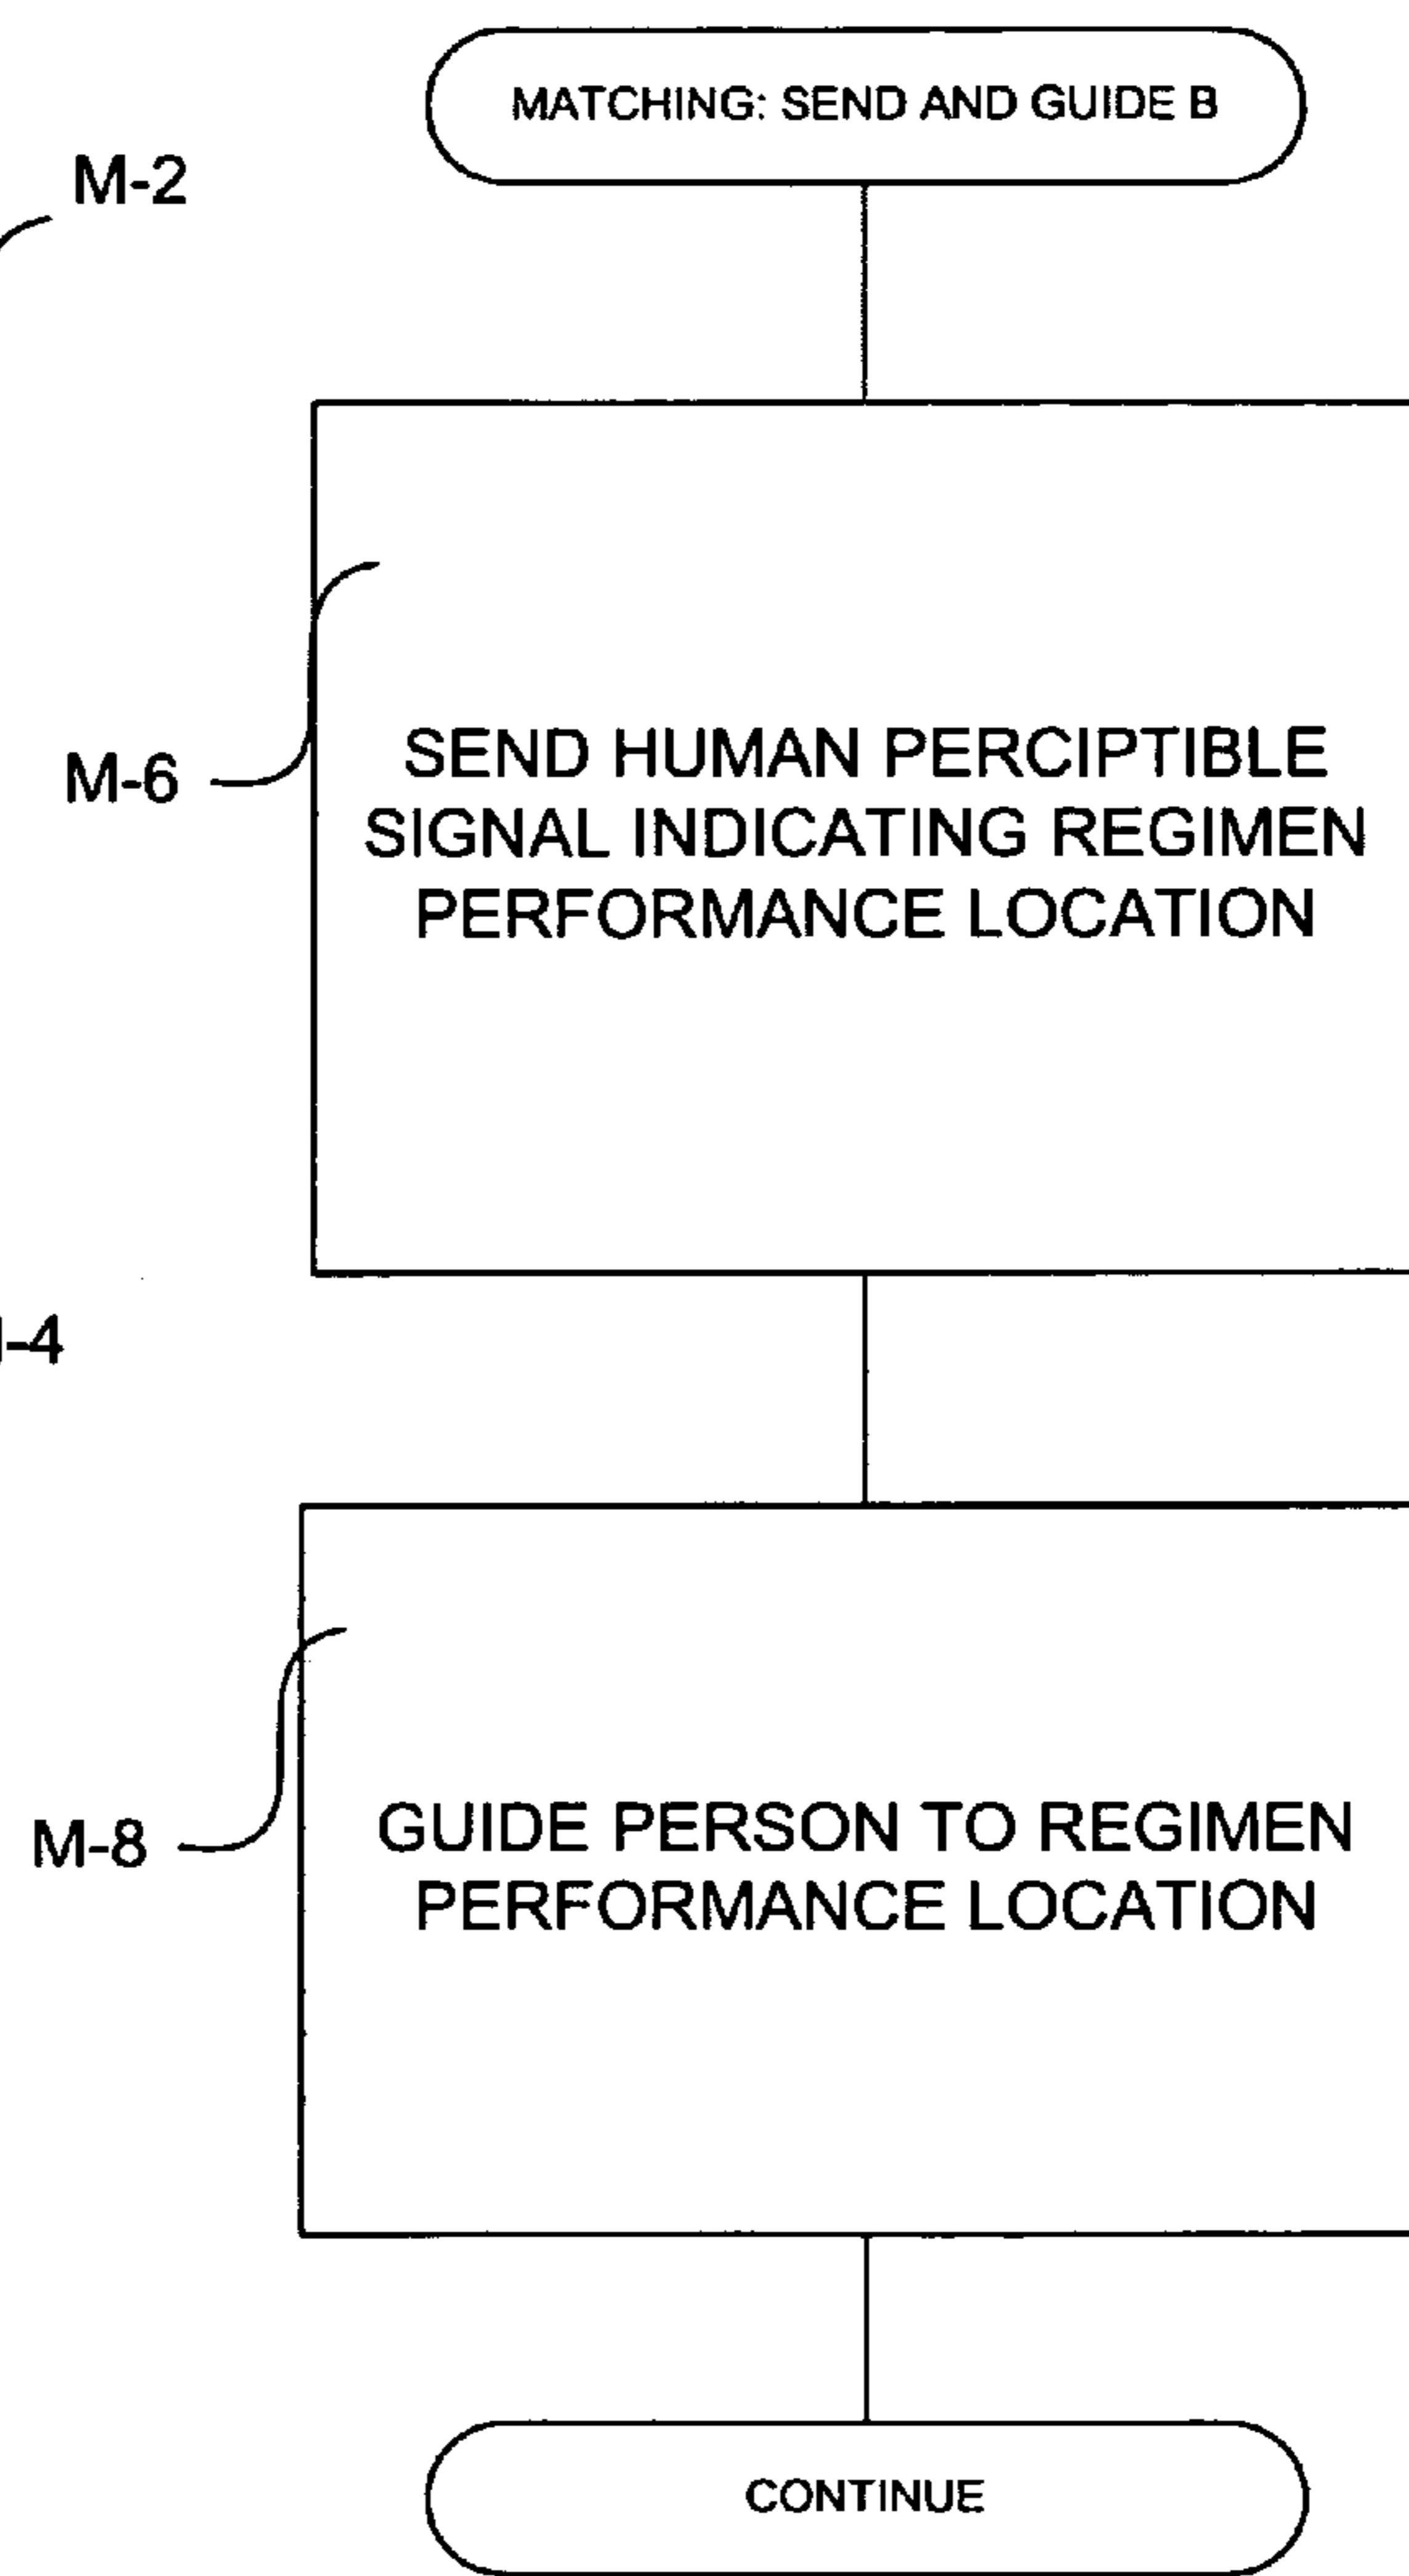 MATCHING: SEND AND GUIDE B
M-2
SEND HUMAN PERCIPTIBLE
SIGNAL INDICATING REGIMEN
PERFORMANCE LOCATION
M-6
-4
GUIDE PERSON TO REGIMEN
PERFORMANCE LOCATION
M-8
CONTINUE